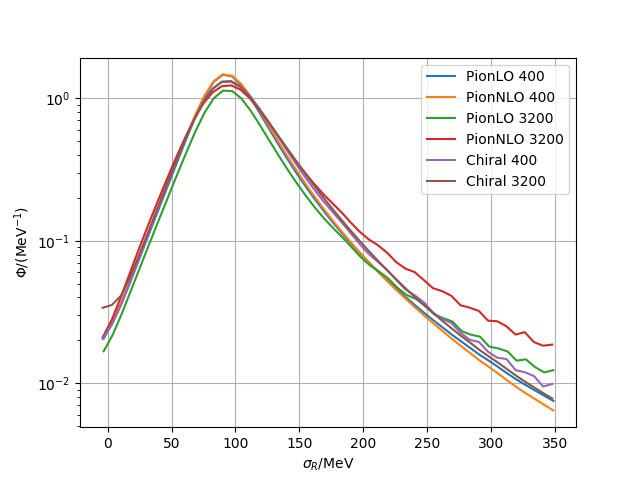 PionLO 400
PionNLO 400
PionLO 3200
PionNLO 3200
Chiral 400
Chiral 3200
Φ/(MeV⁻¹)
10⁰
10⁻¹
10⁻²
0 50 100 150 200 250 300 350
σ_R/MeV